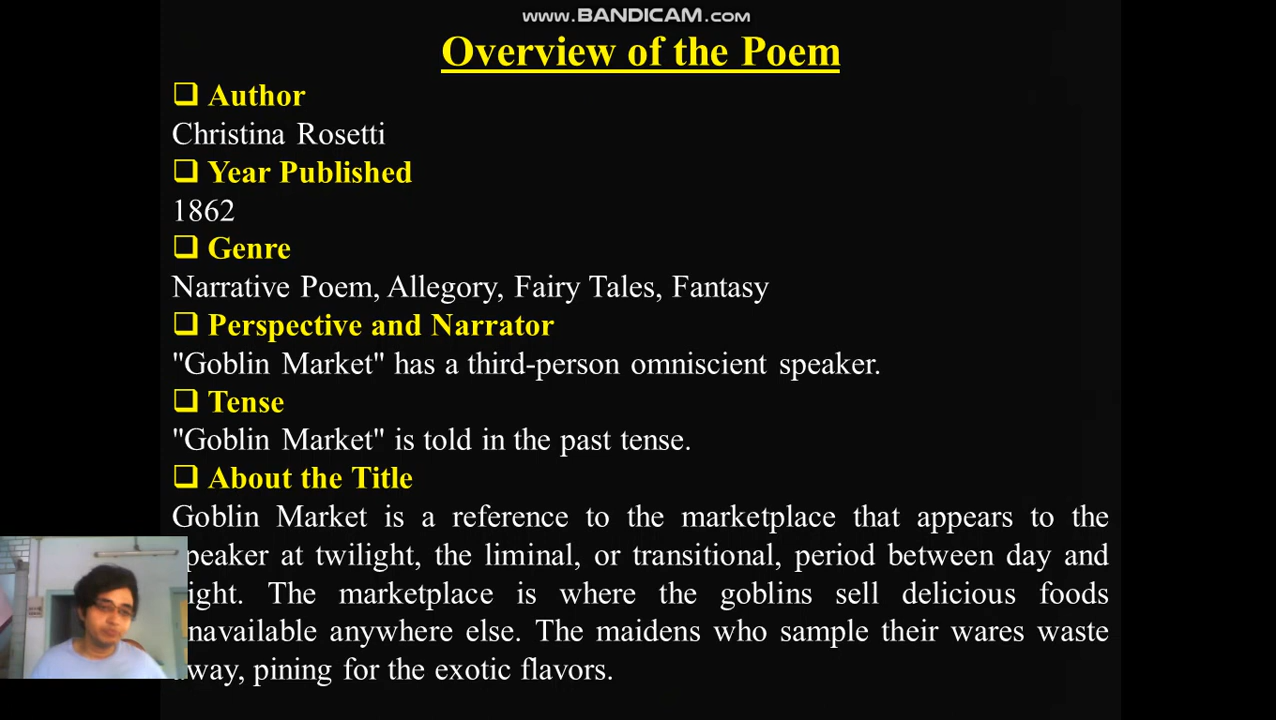 www.BANDICAM.com
Overview of the Poem
Author
Christina Rosetti
Year Published
1862
Genre
Narrative Poem, Allegory, Fairy Tales, Fantasy
Perspective and Narrator
"Goblin Market" has a third-person omniscient speaker.
Tense
"Goblin Market" is told in the past tense.
About the Title
Goblin Market is a reference to the marketplace that appears to the
peaker at twilight, the liminal, or transitional, period between day and
ight. The marketplace is where the goblins sell delicious foods
navailable anywhere else. The maidens who sample their wares waste
way, pining for the exotic flavors.